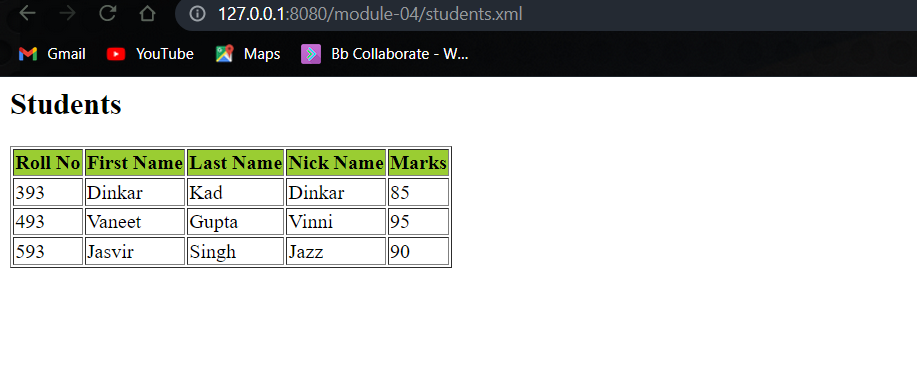 127.0.0.1:8080/module-04/students.xml
Gmail YouTube Maps Bb Collaborate - W...
Students
Roll No First Name Last Name Nick Name Marks
393 Dinkar Kad Dinkar 85
493 Vaneet Gupta Vinni 95
593 Jasvir Singh Jazz 90